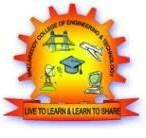 COLLEGE OF ENGINEERING & TECHNOLOGY
LIVE TO LEARN & LEARN TO SHARE